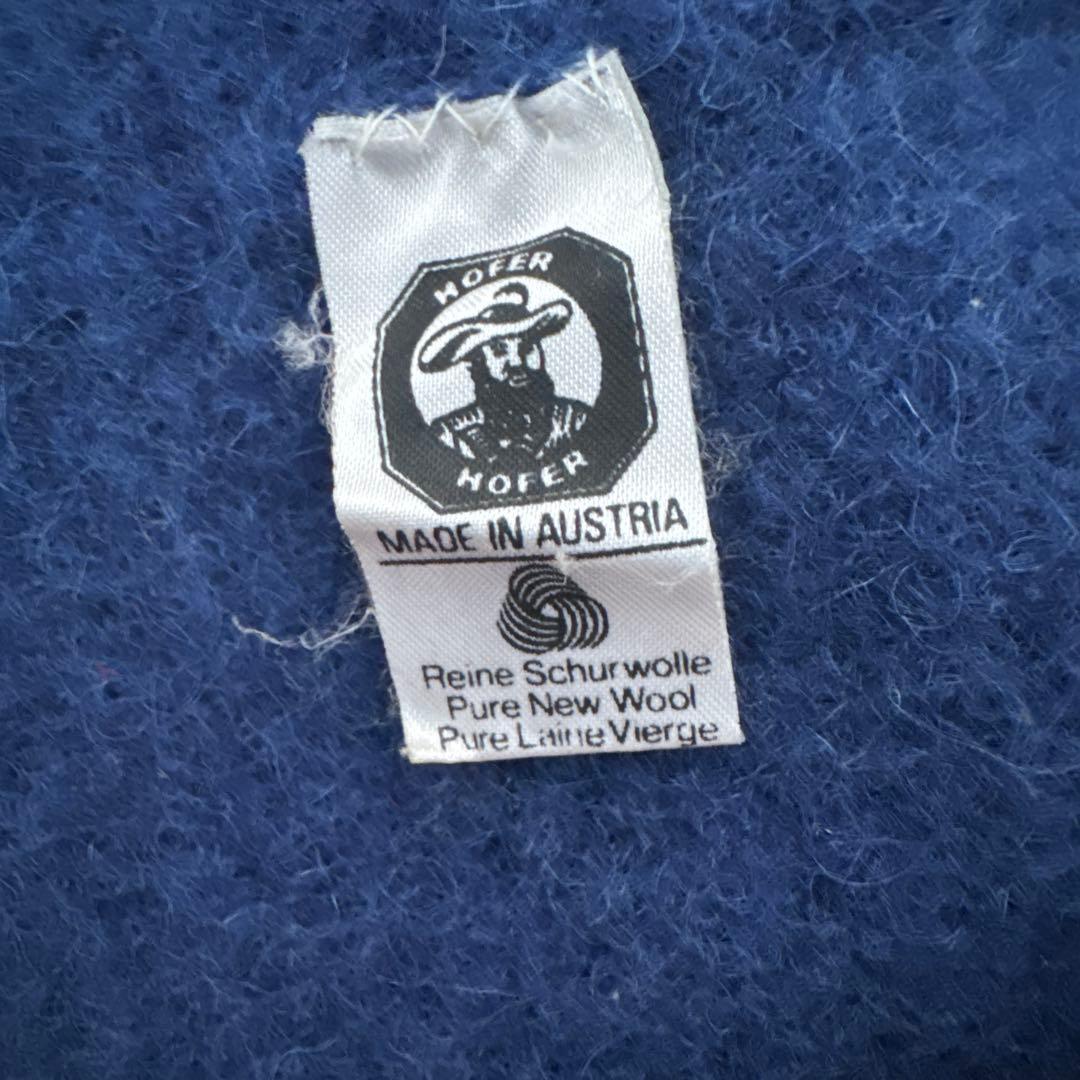 HOFER
HOFER
MADE IN AUSTRIA
Reine Schurwolle
Pure New Wool
Pure Laine Vierge